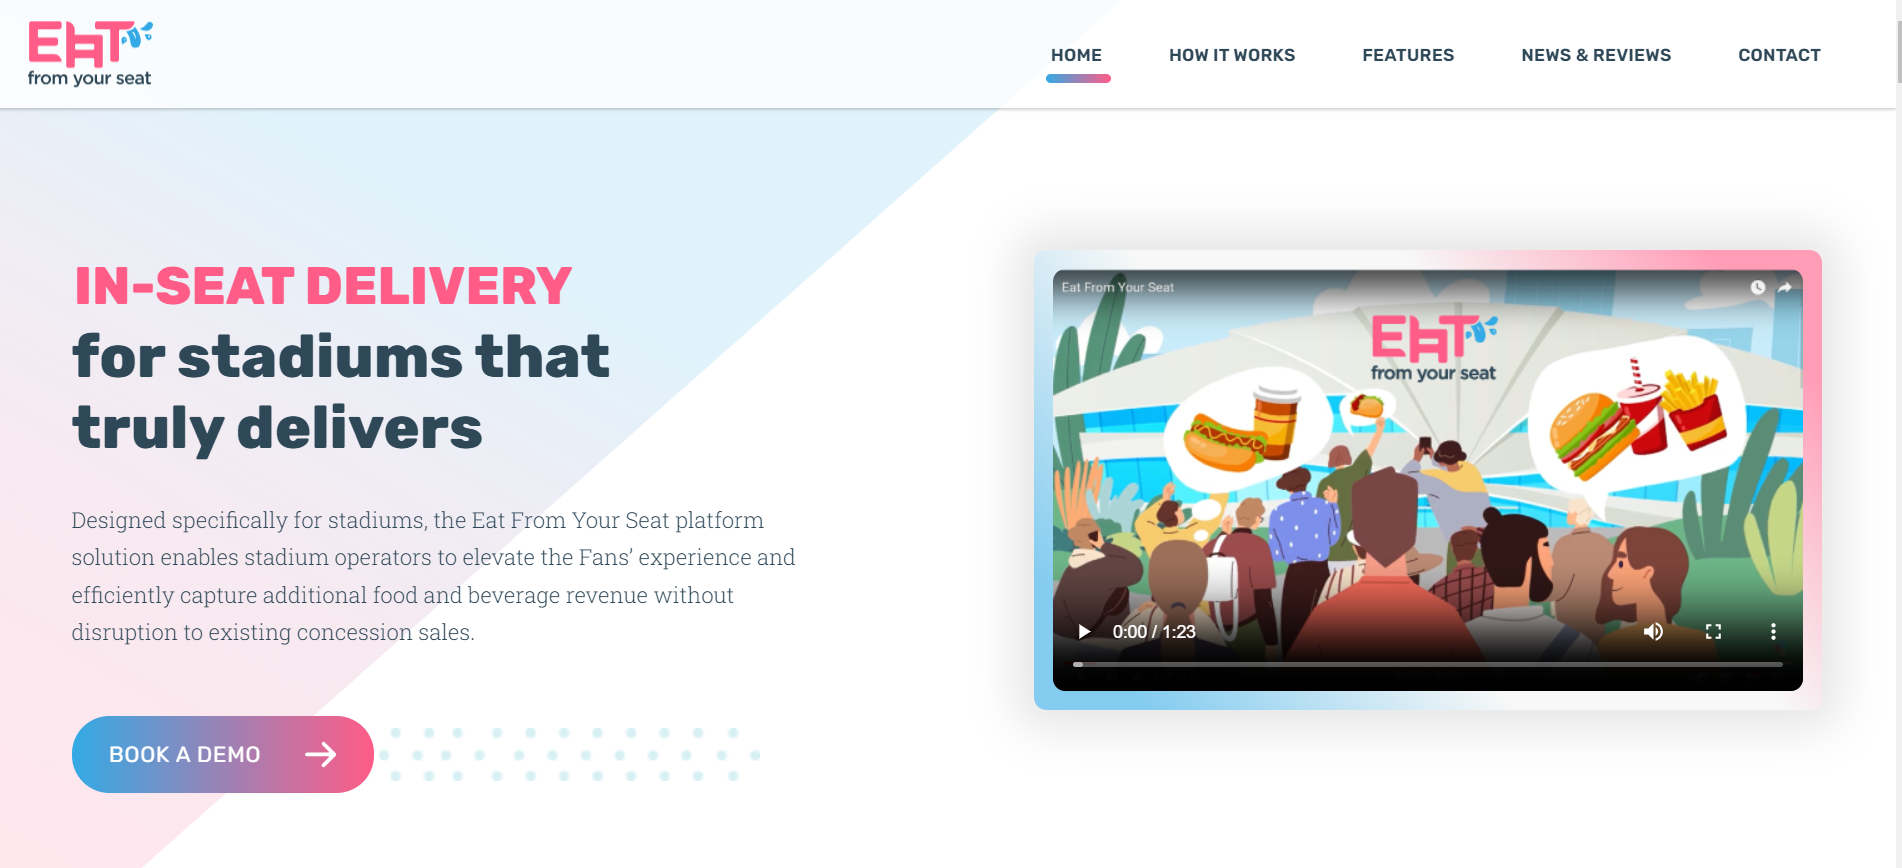 EAT
from your seat
HOME
HOW IT WORKS
FEATURES
NEWS & REVIEWS
CONTACT
IN-SEAT DELIVERY
for stadiums that
truly delivers
Designed specifically for stadiums, the Eat From Your Seat platform
solution enables stadium operators to elevate the Fans’ experience and
efficiently capture additional food and beverage revenue without
disruption to existing concession sales.
BOOK A DEMO
Eat From Your Seat
EAT
from your seat
0:00 / 1:23